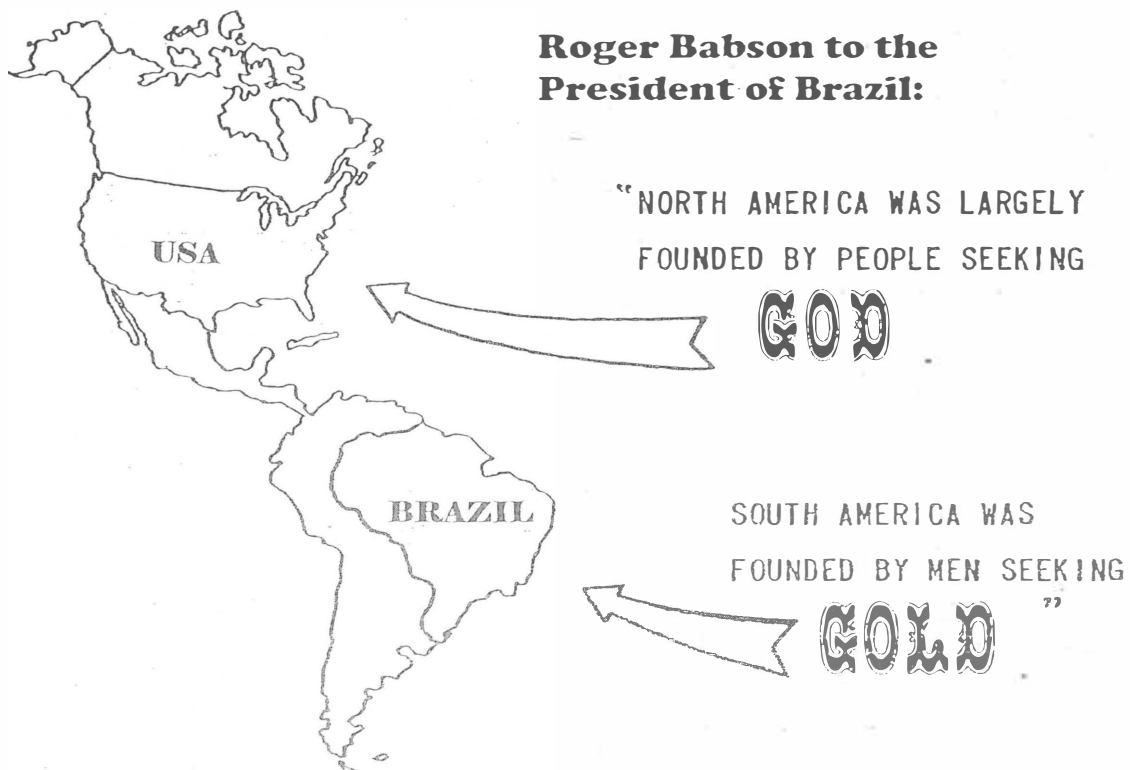 Roger Babson to the
President of Brazil:
“NORTH AMERICA WAS LARGELY
FOUNDED BY PEOPLE SEEKING
GOD
USA
BRAZIL
SOUTH AMERICA WAS
FOUNDED BY MEN SEEKING
GOLD ”